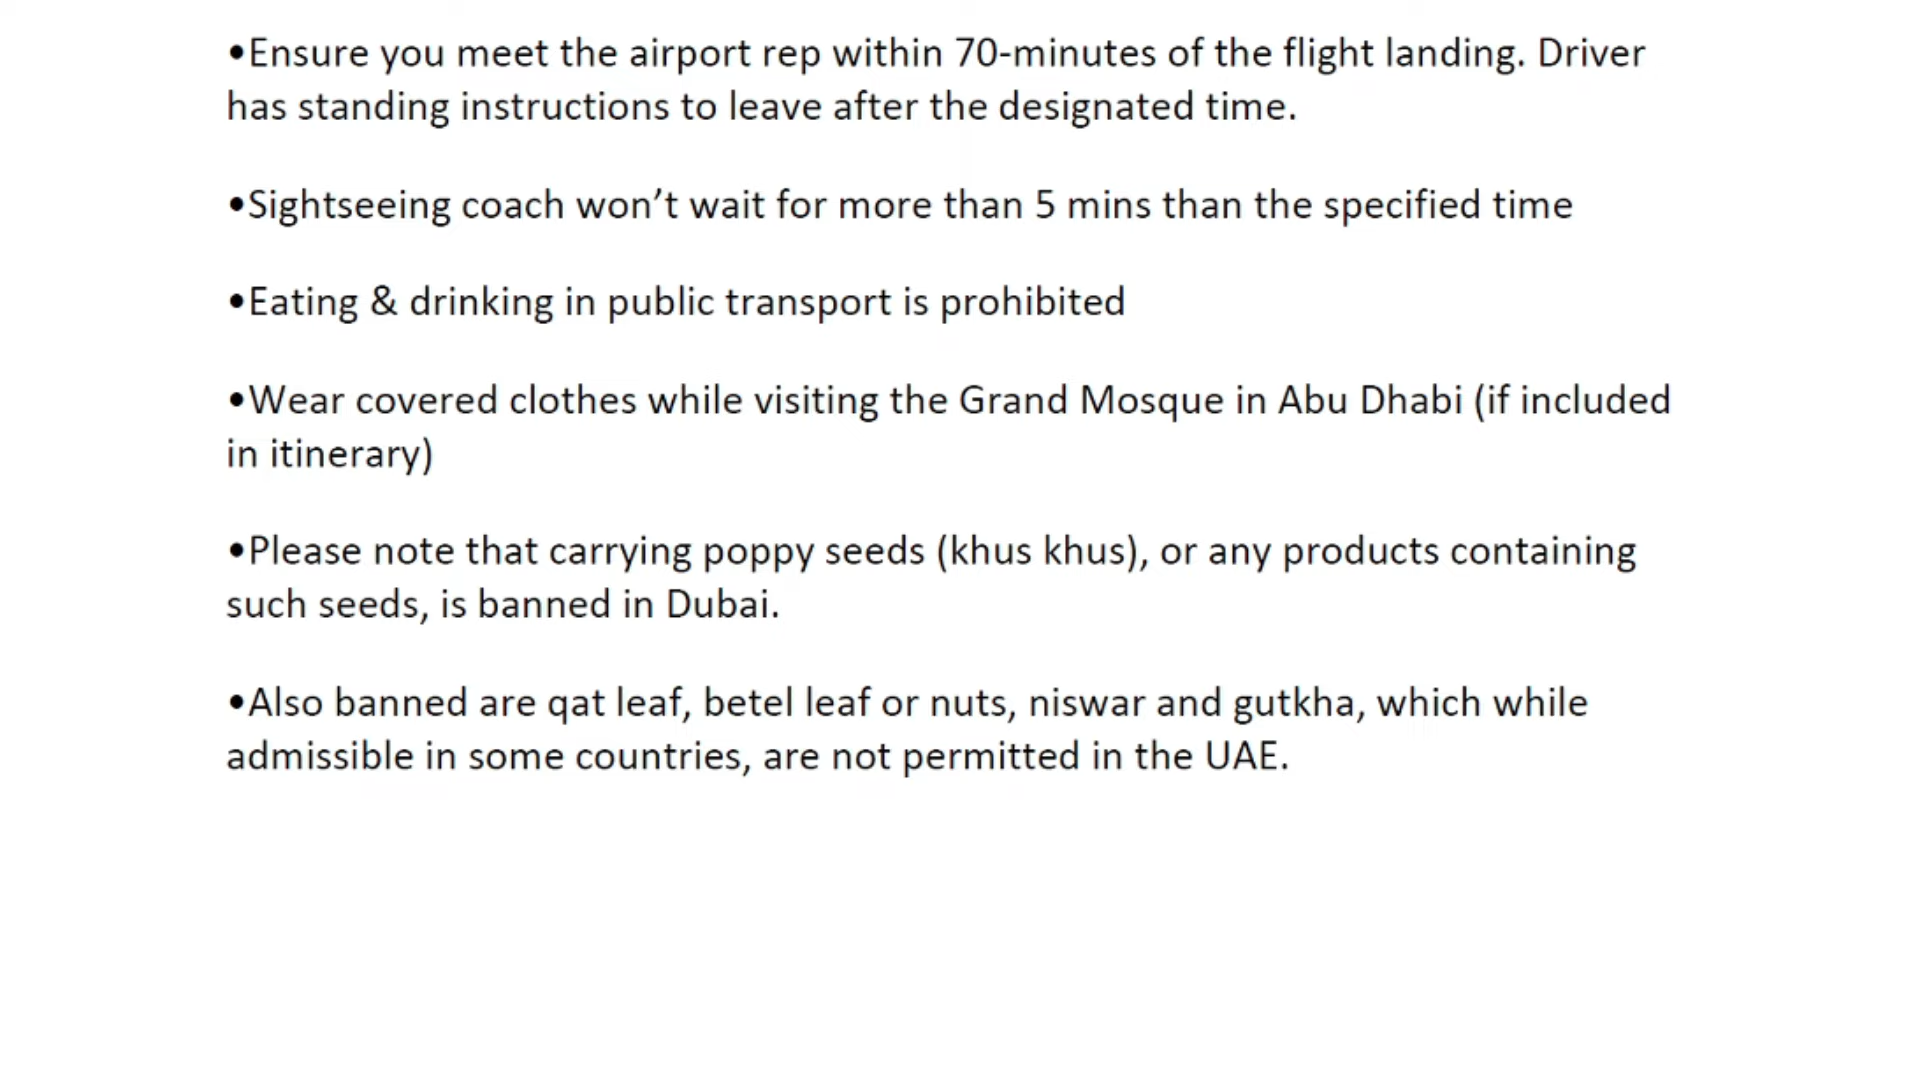 •Ensure you meet the airport rep within 70-minutes of the flight landing. Driver
has standing instructions to leave after the designated time.
•Sightseeing coach won’t wait for more than 5 mins than the specified time
•Eating & drinking in public transport is prohibited
•Wear covered clothes while visiting the Grand Mosque in Abu Dhabi (if included
in itinerary)
•Please note that carrying poppy seeds (khus khus), or any products containing
such seeds, is banned in Dubai.
•Also banned are qat leaf, betel leaf or nuts, niswar and gutkha, which while
admissible in some countries, are not permitted in the UAE.